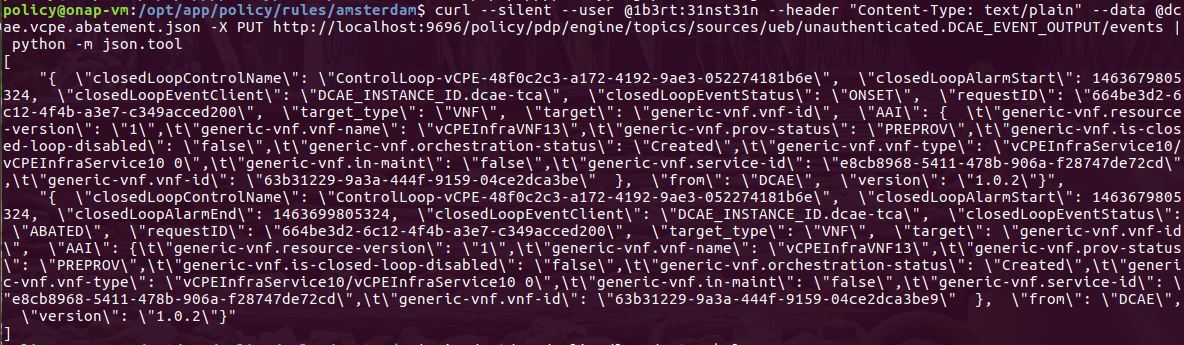 policy@onap-vm:/opt/app/policy/rules/amsterdam$ curl --silent --user @1b3rt:31nst31n --header "Content-Type: text/plain" --data @dc
ae.vcpe.abatement.json -X PUT http://localhost:9696/policy/pdp/engine/topics/sources/ueb/unauthenticated.DCAE_EVENT_OUTPUT/events |
 python -m json.tool
[
    "{  \"closedLoopControlName\": \"ControlLoop-vCPE-48f0c2c3-a172-4192-9ae3-052274181b6e\",  \"closedLoopAlarmStart\": 1463679805
324,  \"closedLoopEventClient\": \"DCAE_INSTANCE_ID.dcae-tca\",  \"closedLoopEventStatus\": \"ONSET\",  \"requestID\": \"664be3d2-6
c12-4f4b-a3e7-c349acced200\",  \"target_type\": \"VNF\",  \"target\": \"generic-vnf.vnf-id\",  \"AAI\": {  \"generic-vnf.resource
-version\": \"1\",\t\"generic-vnf.vnf-name\": \"vCPEInfraVNF13\",\t\"generic-vnf.prov-status\": \"PREPROV\",\t\"generic-vnf.is-clos
ed-loop-disabled\": \"false\",\t\"generic-vnf.orchestration-status\": \"Created\",\t\"generic-vnf.vnf-type\": \"vCPEInfraService10/
vCPEInfraService10 0\",\t\"generic-vnf.in-maint\": \"false\",\t\"generic-vnf.service-id\": \"e8cb8968-5411-478b-906a-f28747de72cd\"
,\t\"generic-vnf.vnf-id\": \"63b31229-9a3a-444f-9159-04ce2dca3be\"  },  \"from\": \"DCAE\",  \"version\": \"1.0.2\"}",
    "{  \"closedLoopControlName\": \"ControlLoop-vCPE-48f0c2c3-a172-4192-9ae3-052274181b6e\",  \"closedLoopAlarmStart\": 1463679805
324,  \"closedLoopAlarmEnd\": 1463699805324,  \"closedLoopEventClient\": \"DCAE_INSTANCE_ID.dcae-tca\",  \"closedLoopEventStatus\":
 \"ABATED\",  \"requestID\": \"664be3d2-6c12-4f4b-a3e7-c349acced200\",  \"target_type\": \"VNF\",  \"target\": \"generic-vnf.vnf-id
\",  \"AAI\": {\t\"generic-vnf.resource-version\": \"1\",\t\"generic-vnf.vnf-name\": \"vCPEInfraVNF13\",\t\"generic-vnf.prov-status
\": \"PREPROV\",\t\"generic-vnf.is-closed-loop-disabled\": \"false\",\t\"generic-vnf.orchestration-status\": \"Created\",\t\"generi
c-vnf.vnf-type\": \"vCPEInfraService10/vCPEInfraService10 0\",\t\"generic-vnf.in-maint\": \"false\",\t\"generic-vnf.service-id\": \
"e8cb8968-5411-478b-906a-f28747de72cd\",\t\"generic-vnf.vnf-id\": \"63b31229-9a3a-444f-9159-04ce2dca3be9\"  },  \"from\": \"DCAE\",
  \"version\": \"1.0.2\"}"
]